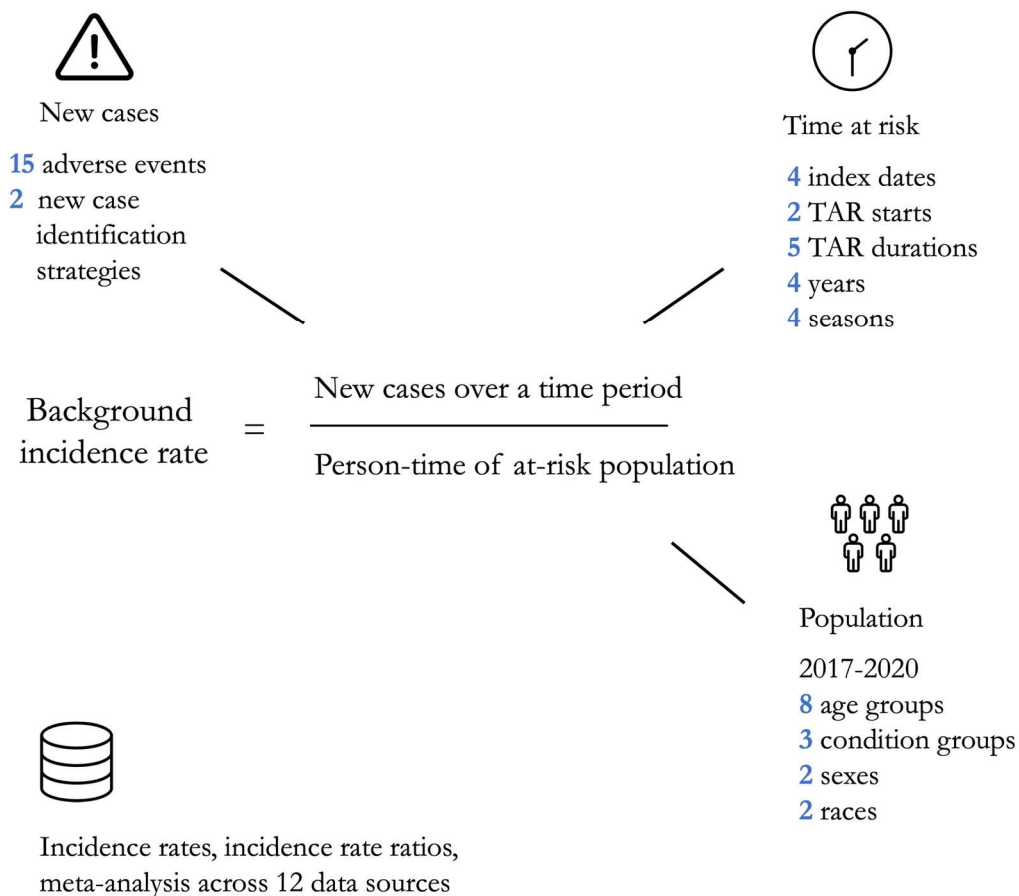 New cases
15 adverse events
2 new case
identification
strategies
Time at risk
4 index dates
2 TAR starts
5 TAR durations
4 years
4 seasons
Background
incidence rate
=
New cases over a time period
Person-time of at-risk population
Population
2017-2020
8 age groups
3 condition groups
2 sexes
2 races
Incidence rates, incidence rate ratios,
meta-analysis across 12 data sources